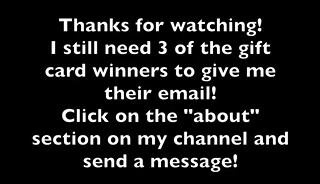 Thanks for watching!
I still need 3 of the gift
card winners to give me
their email!
Click on the "about"
section on my channel and
send a message!